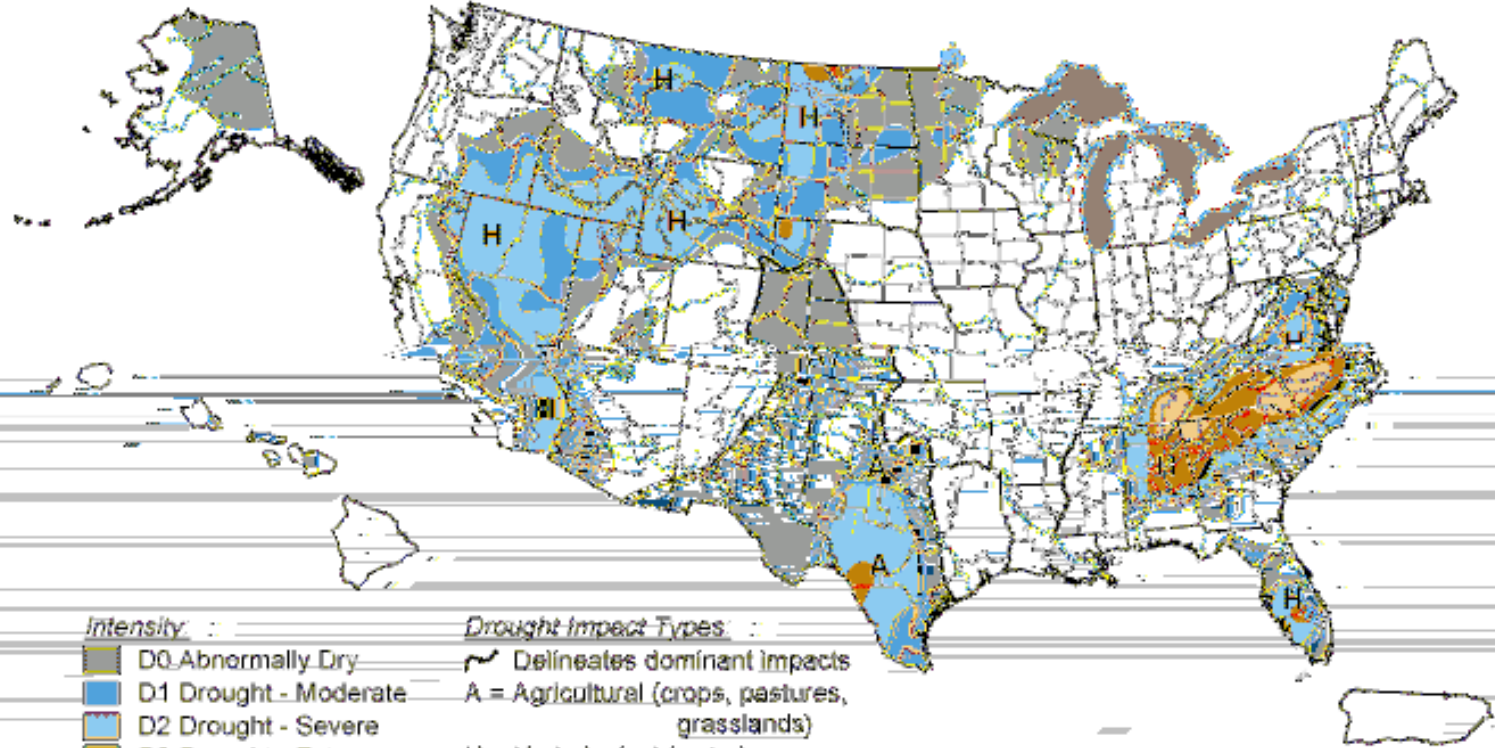 H
H
H
H
H
H
A
A
H
Intensity:
D0 Abnormally Dry
D1 Drought - Moderate
D2 Drought - Severe
Drought Impact Types:
Delineates dominant impacts
A = Agricultural (crops, pastures,
grasslands)